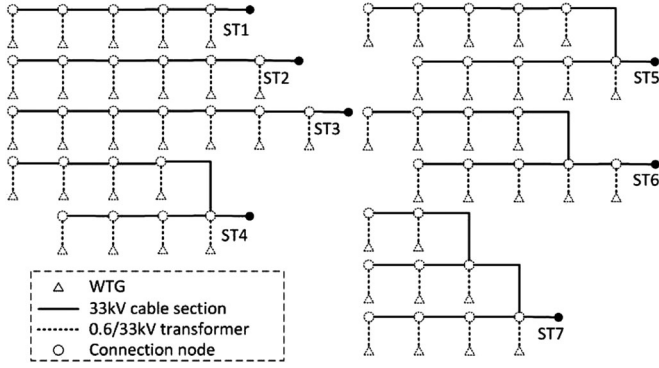 ST1
ST2
ST3
ST4
ST5
ST6
ST7
WTG
33kV cable section
0.6/33kV transformer
Connection node